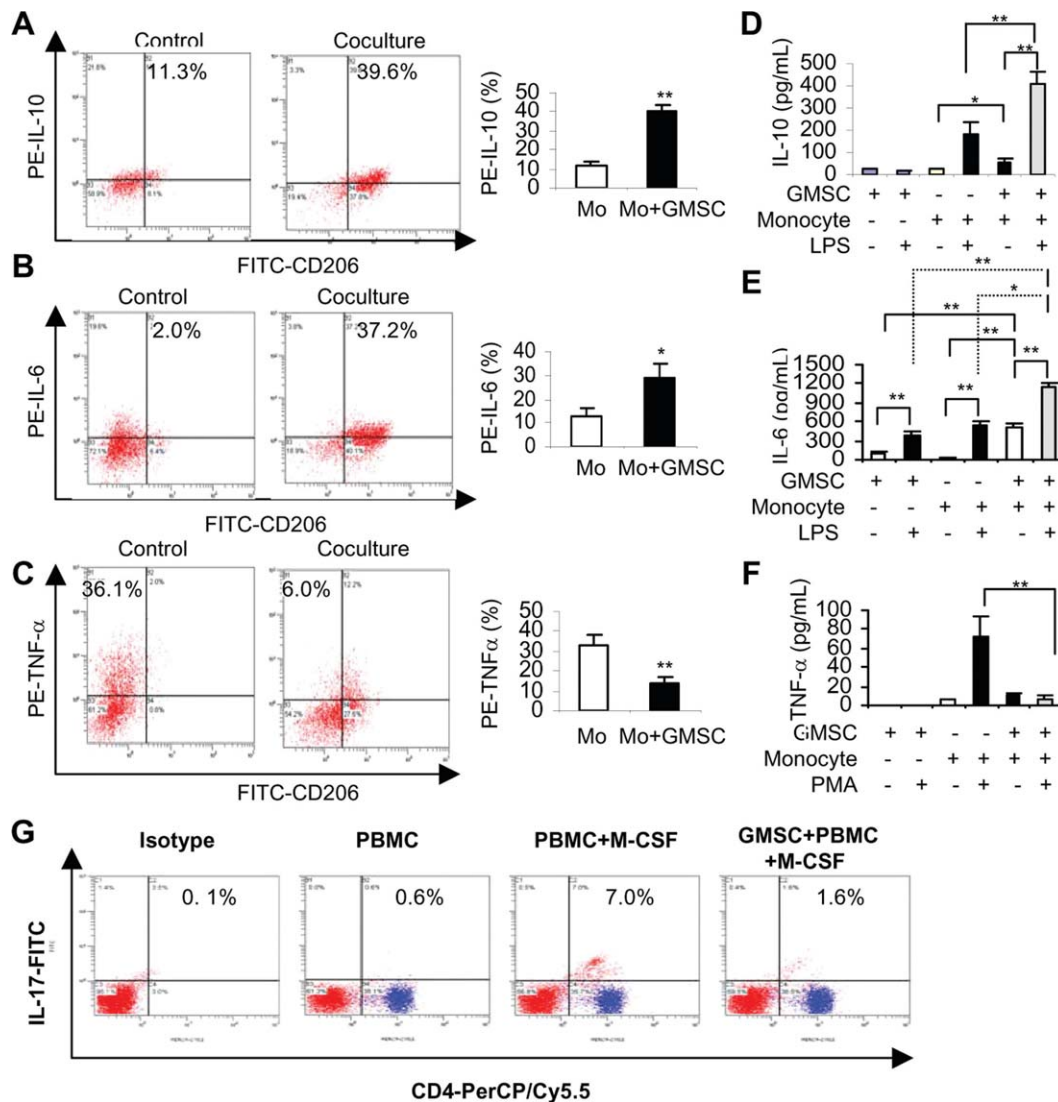 A
Control
Coculture
11.3%
39.6%
PE-IL-10
FITC-CD206
PE-IL-10 (%)
50
40
30
20
10
0
**
Mo Mo+GMSC
B
Control
Coculture
2.0%
37.2%
PE-IL-6
FITC-CD206
PE-IL-6 (%)
40
30
20
10
0
*
Mo Mo+GMSC
C
Control
Coculture
36.1%
6.0%
PE-TNF-α
FITC-CD206
PE-TNFα (%)
50
40
30
20
10
0
**
Mo Mo+GMSC
D
IL-10 (pg/mL)
500
400
300
200
100
0
**
**
*
GMSC + + - - + +
Monocyte - - + + + +
LPS - + - + - +
E
**
*
**
**
**
**
**
IL-6 (pg/mL)
1500
1200
900
600
300
0
GMSC + + - - + +
Monocyte - - + + + +
LPS - + - + - +
F
TNF-α (pg/mL)
100
80
60
40
20
0
**
GMSC + + - - + +
Monocyte - - + + + +
PMA - + - + - +
G
Isotype
PBMC
PBMC+M-CSF
GMSC+PBMC
+M-CSF
0. 1%
0.6%
7.0%
1.6%
IL-17-FITC
CD4-PerCP/Cy5.5